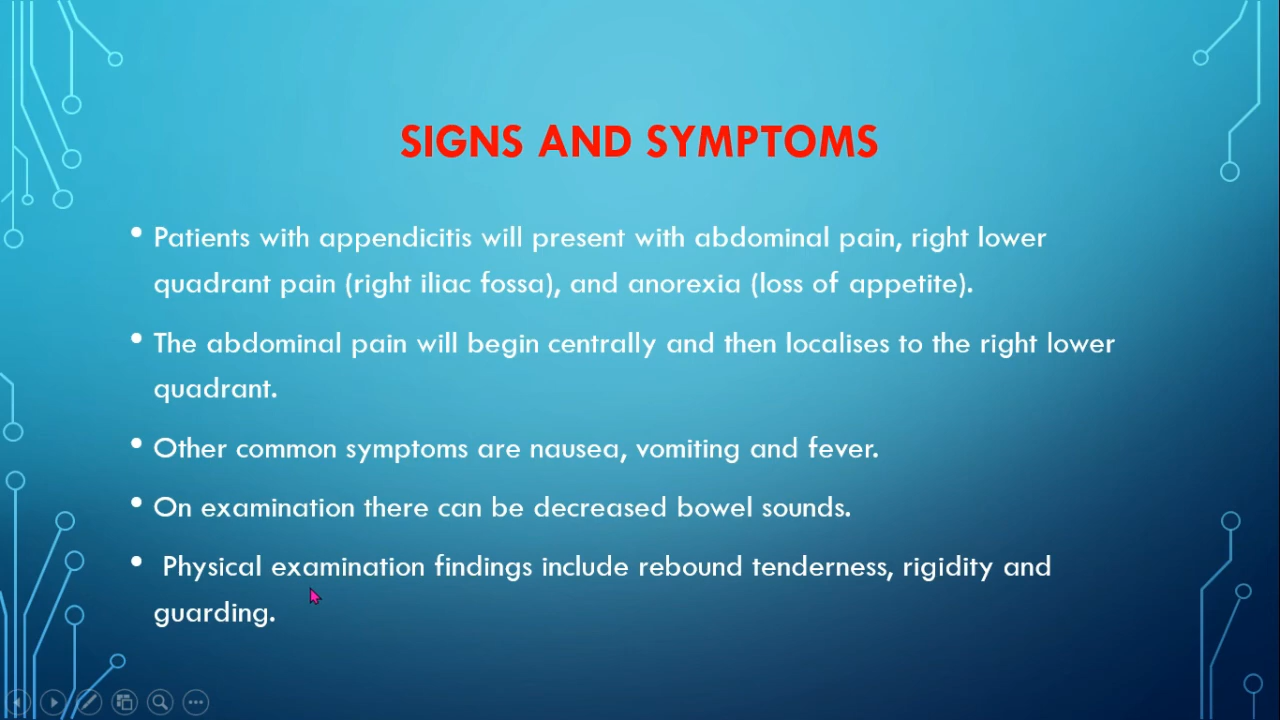 SIGNS AND SYMPTOMS
• Patients with appendicitis will present with abdominal pain, right lower
quadrant pain (right iliac fossa), and anorexia (loss of appetite).
• The abdominal pain will begin centrally and then localises to the right lower
quadrant.
• Other common symptoms are nausea, vomiting and fever.
• On examination there can be decreased bowel sounds.
• Physical examination findings include rebound tenderness, rigidity and
guarding.